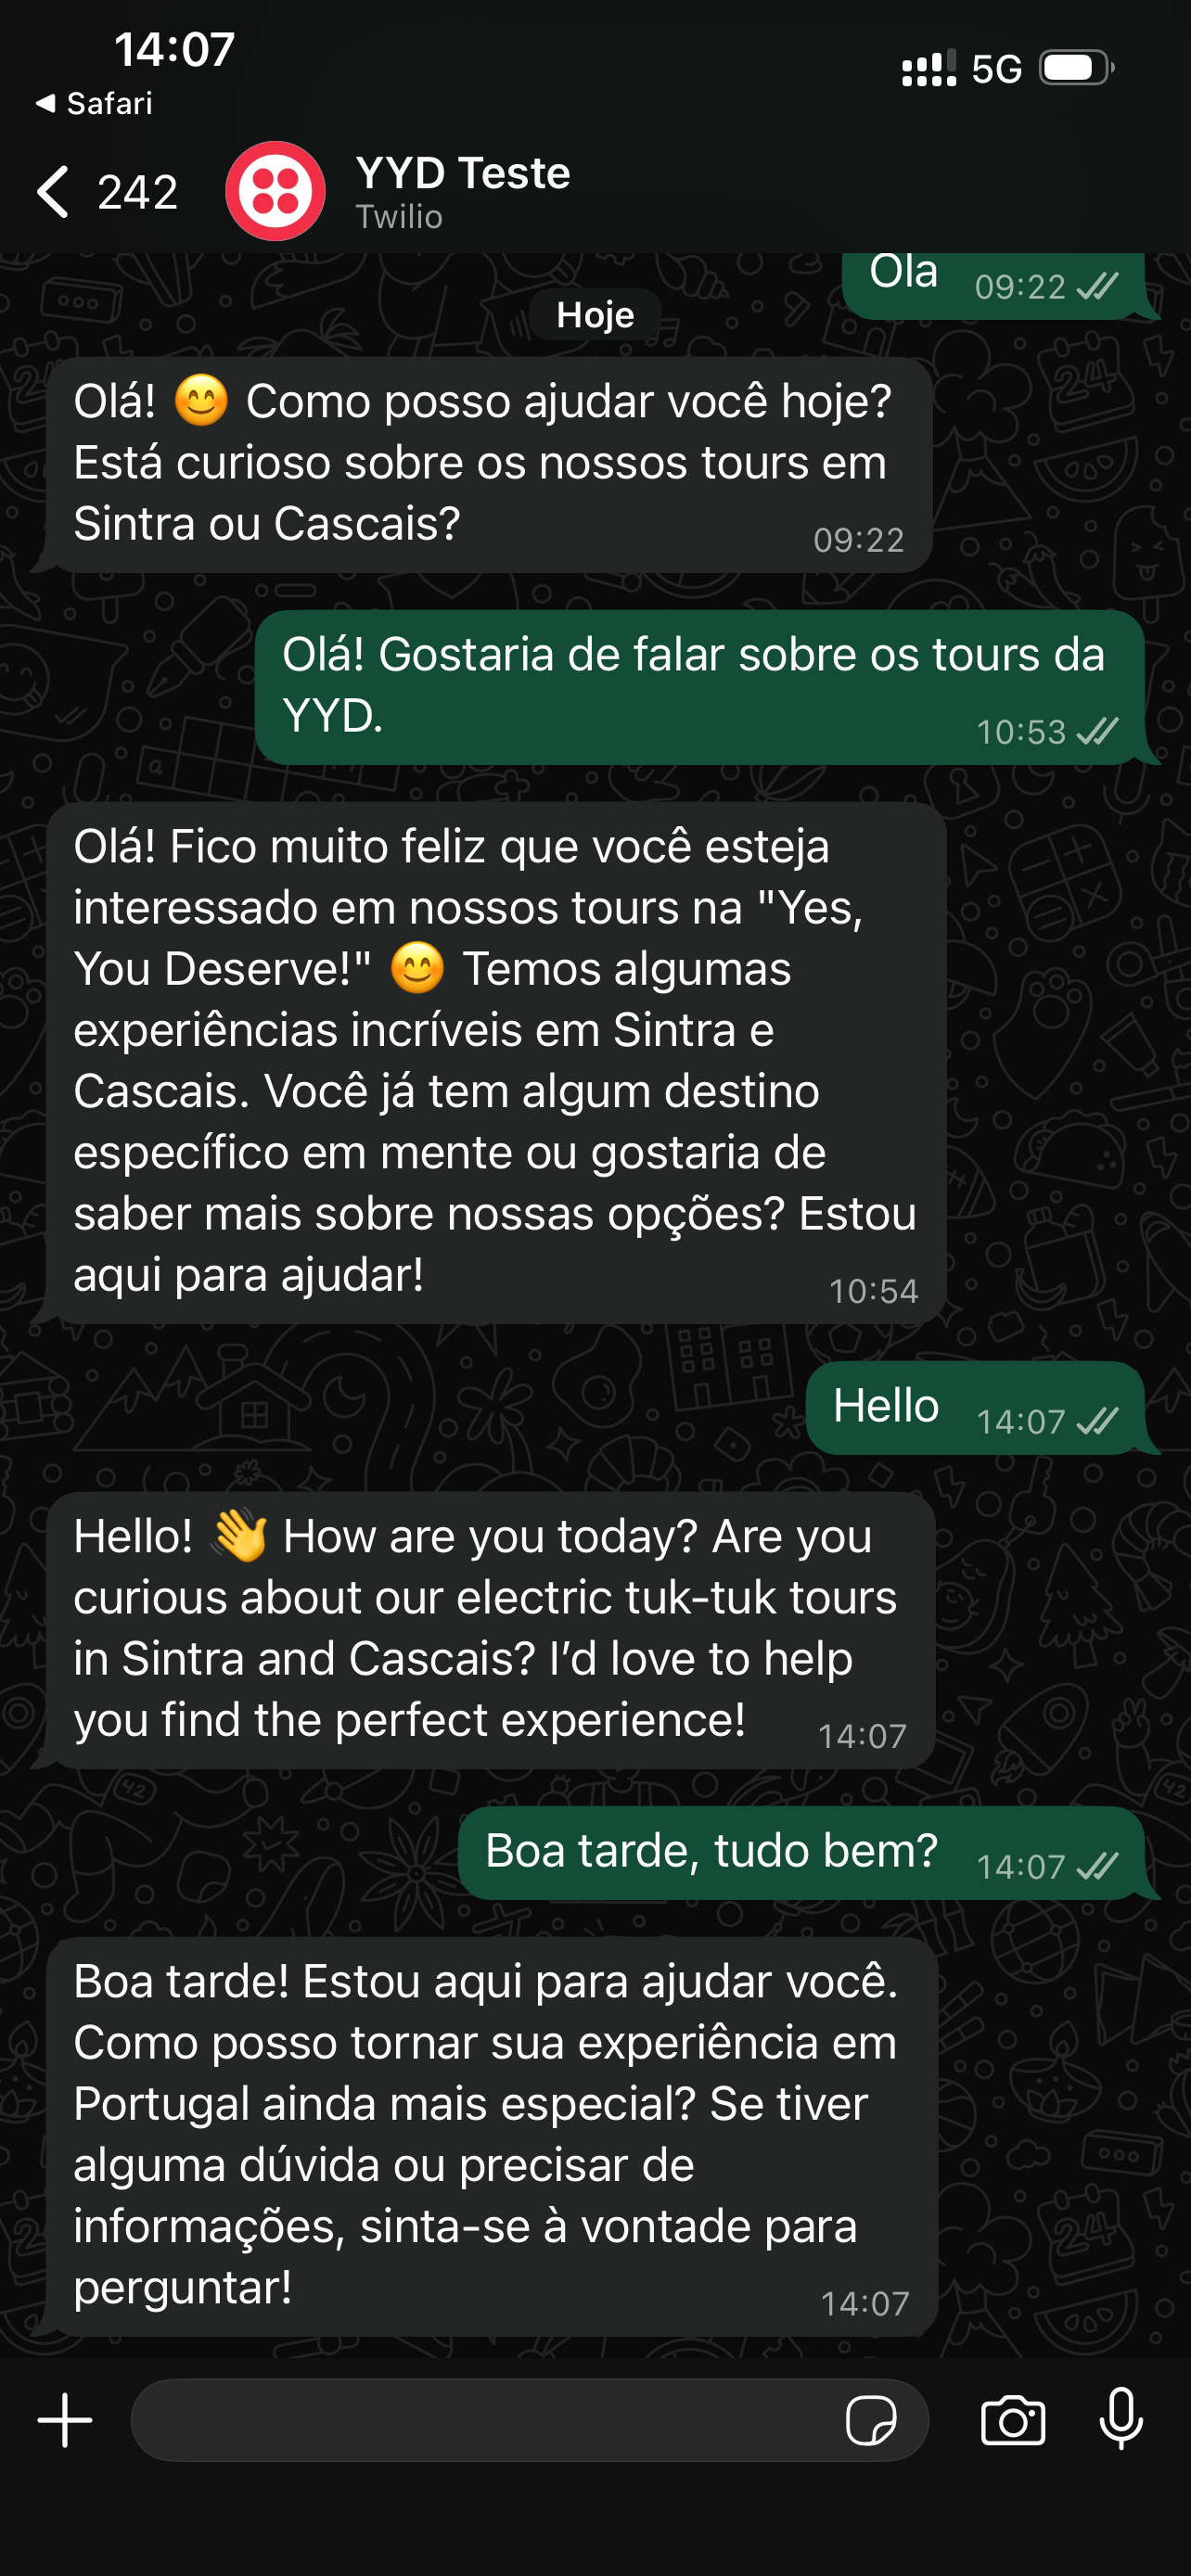 14:07
5G
◀ Safari
242
YYD Teste
Twilio
Ola 09:22
Hoje
Olá! 😊 Como posso ajudar você hoje?
Está curioso sobre os nossos tours em
Sintra ou Cascais?
09:22
Olá! Gostaria de falar sobre os tours da
YYD.
10:53
Olá! Fico muito feliz que você esteja
interessado em nossos tours na "Yes,
You Deserve!" 😊 Temos algumas
experiências incríveis em Sintra e
Cascais. Você já tem algum destino
específico em mente ou gostaria de
saber mais sobre nossas opções? Estou
aqui para ajudar!
10:54
Hello 14:07
Hello! 👋 How are you today? Are you
curious about our electric tuk-tuk tours
in Sintra and Cascais? I’d love to help
you find the perfect experience!
14:07
Boa tarde, tudo bem? 14:07
Boa tarde! Estou aqui para ajudar você.
Como posso tornar sua experiência em
Portugal ainda mais especial? Se tiver
alguma dúvida ou precisar de
informações, sinta-se à vontade para
perguntar!
14:07